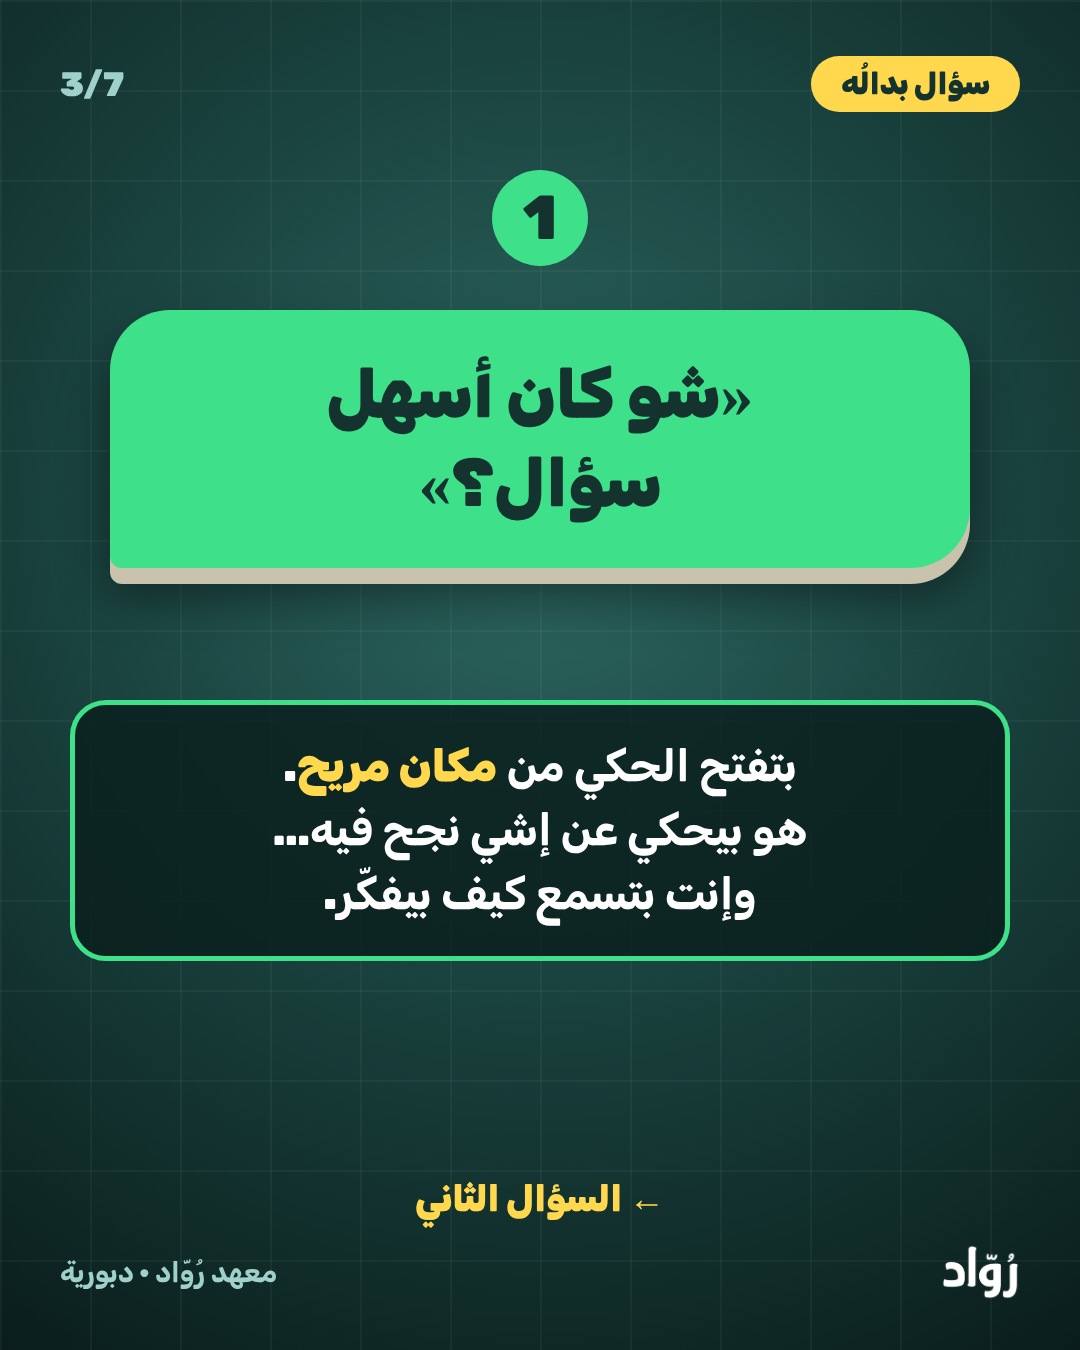 سؤال بدالُه
3/7
1
«شو كان أسهل
سؤال؟»
بتفتح الحكي من مكان مريح.
هو بيحكي عن إشي نجح فيه...
وإنت بتسمع كيف بيفكّر.
← السؤال الثاني
رُوّاد
معهد رُوّاد • دبورية